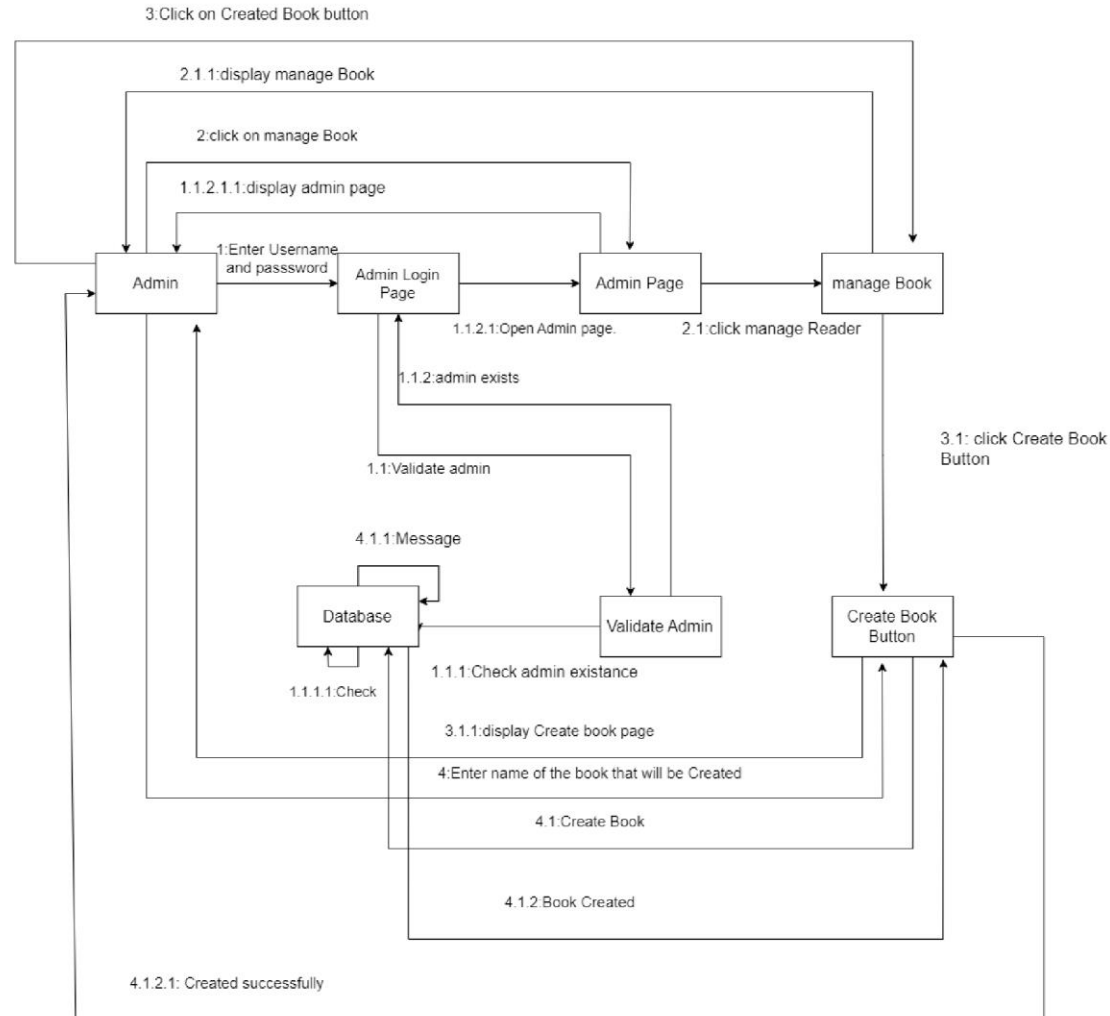 3:Click on Created Book button
2.1.1:display manage Book
2:click on manage Book
1.1.2.1.1:display admin page
1:Enter Username
and passsword
Admin
Admin Login
Page
Admin Page
manage Book
1.1.2.1:Open Admin page.
2.1:click manage Reader
1.1.2:admin exists
3.1: click Create Book
Button
1.1:Validate admin
4.1.1:Message
Database
Validate Admin
Create Book
Button
1.1.1:Check admin existance
1.1.1.1:Check
3.1.1:display Create book page
4:Enter name of the book that will be Created
4.1:Create Book
4.1.2:Book Created
4.1.2.1: Created successfully